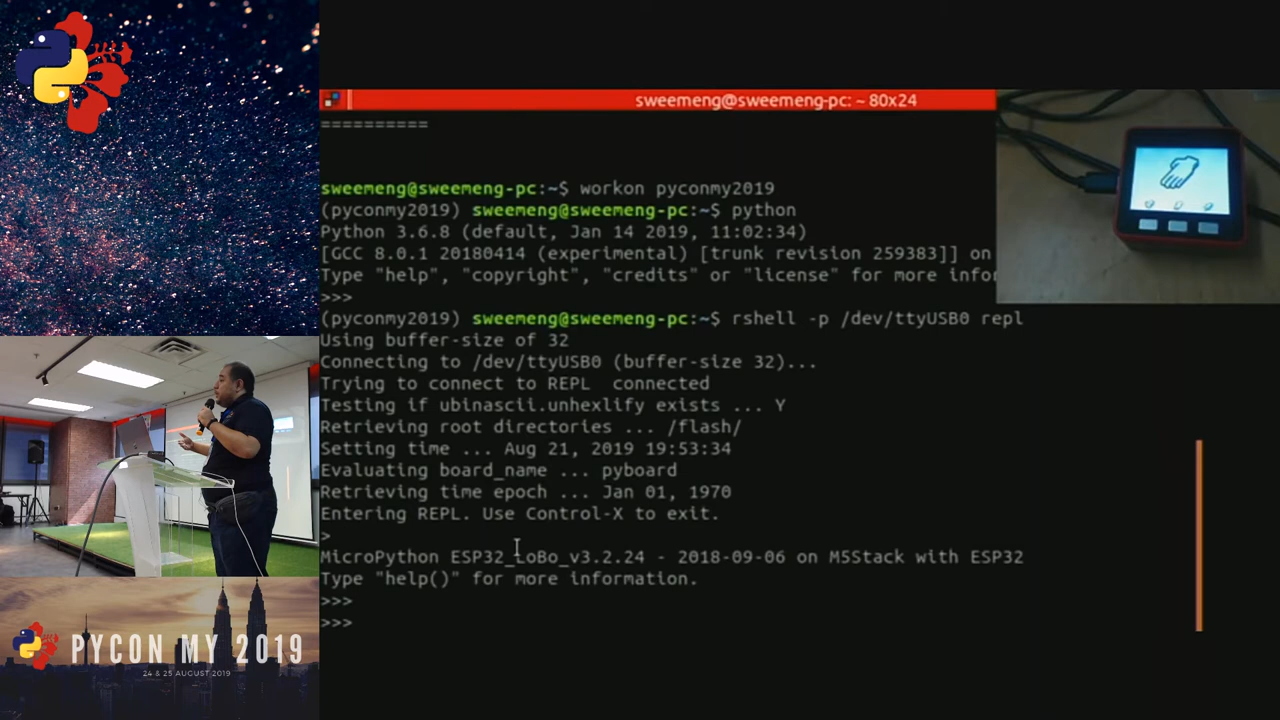 sweemeng@sweemeng-pc: ~ 80x24
==========
sweemeng@sweemeng-pc:~$ workon pyconmy2019
(pyconmy2019) sweemeng@sweemeng-pc:~$ python
Python 3.6.8 (default, Jan 14 2019, 11:02:34)
[GCC 8.0.1 20180414 (experimental) [trunk revision 259383]] on
Type "help", "copyright", "credits" or "license" for more infor
>>>
(pyconmy2019) sweemeng@sweemeng-pc:~$ rshell -p /dev/ttyUSB0 repl
Using buffer-size of 32
Connecting to /dev/ttyUSB0 (buffer-size 32)...
Trying to connect to REPL  connected
Testing if ubinascii.unhexlify exists ... Y
Retrieving root directories ... /flash/
Setting time ... Aug 21, 2019 19:53:34
Evaluating board_name ... pyboard
Retrieving time epoch ... Jan 01, 1970
Entering REPL. Use Control-X to exit.
>
MicroPython ESP32_LoBo_v3.2.24 - 2018-09-06 on M5Stack with ESP32
Type "help()" for more information.
>>>
>>>
PYCON MY 2019
24 & 25 AUGUST 2019